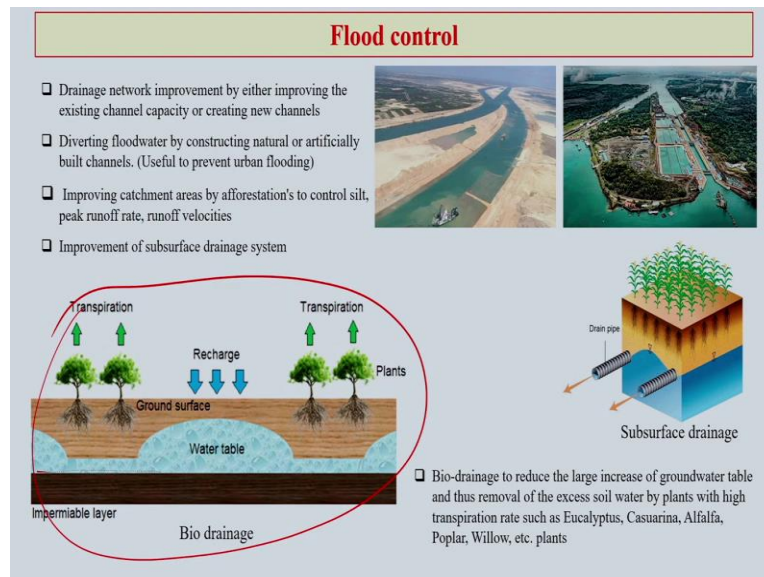 Flood control
❑ Drainage network improvement by either improving the
existing channel capacity or creating new channels
❑ Diverting floodwater by constructing natural or artificially
built channels. (Useful to prevent urban flooding)
❑ Improving catchment areas by afforestation's to control silt,
peak runoff rate, runoff velocities
❑ Improvement of subsurface drainage system
Transpiration
Transpiration
Recharge
Plants
Ground surface
Water table
Impermiable layer
Bio drainage
Drain pipe
Subsurface drainage
❑ Bio-drainage to reduce the large increase of groundwater table
and thus removal of the excess soil water by plants with high
transpiration rate such as Eucalyptus, Casuarina, Alfalfa,
Poplar, Willow, etc. plants